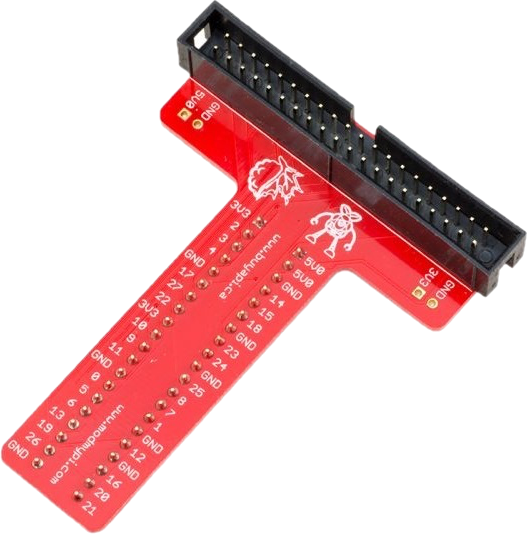 5V0
GND
3V3
2
3
4
GND
17
27
22
3V3
10
9
11
GND
0
5
6
13
19
26
GND
www.buyapi.ca
www.modmypi.com
5V0
5V0
GND
14
15
18
GND
23
24
GND
25
8
7
1
GND
12
GND
16
20
21
3V3
GND